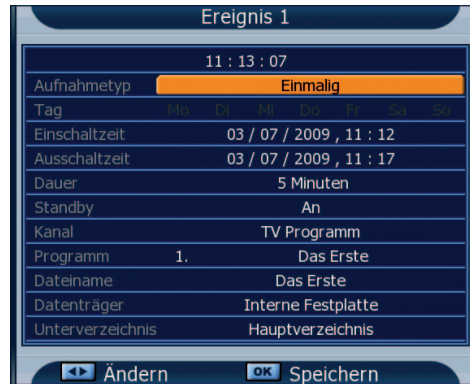 Ereignis 1
11 : 13 : 07
Aufnahmetyp Einmalig
Tag Mo Di Mi Do Fr Sa So
Einschaltzeit 03 / 07 / 2009 , 11 : 12
Ausschaltzeit 03 / 07 / 2009 , 11 : 17
Dauer 5 Minuten
Standby An
Kanal TV Programm
Programm 1. Das Erste
Dateiname Das Erste
Datenträger Interne Festplatte
Unterverzeichnis Hauptverzeichnis
Ändern OK Speichern